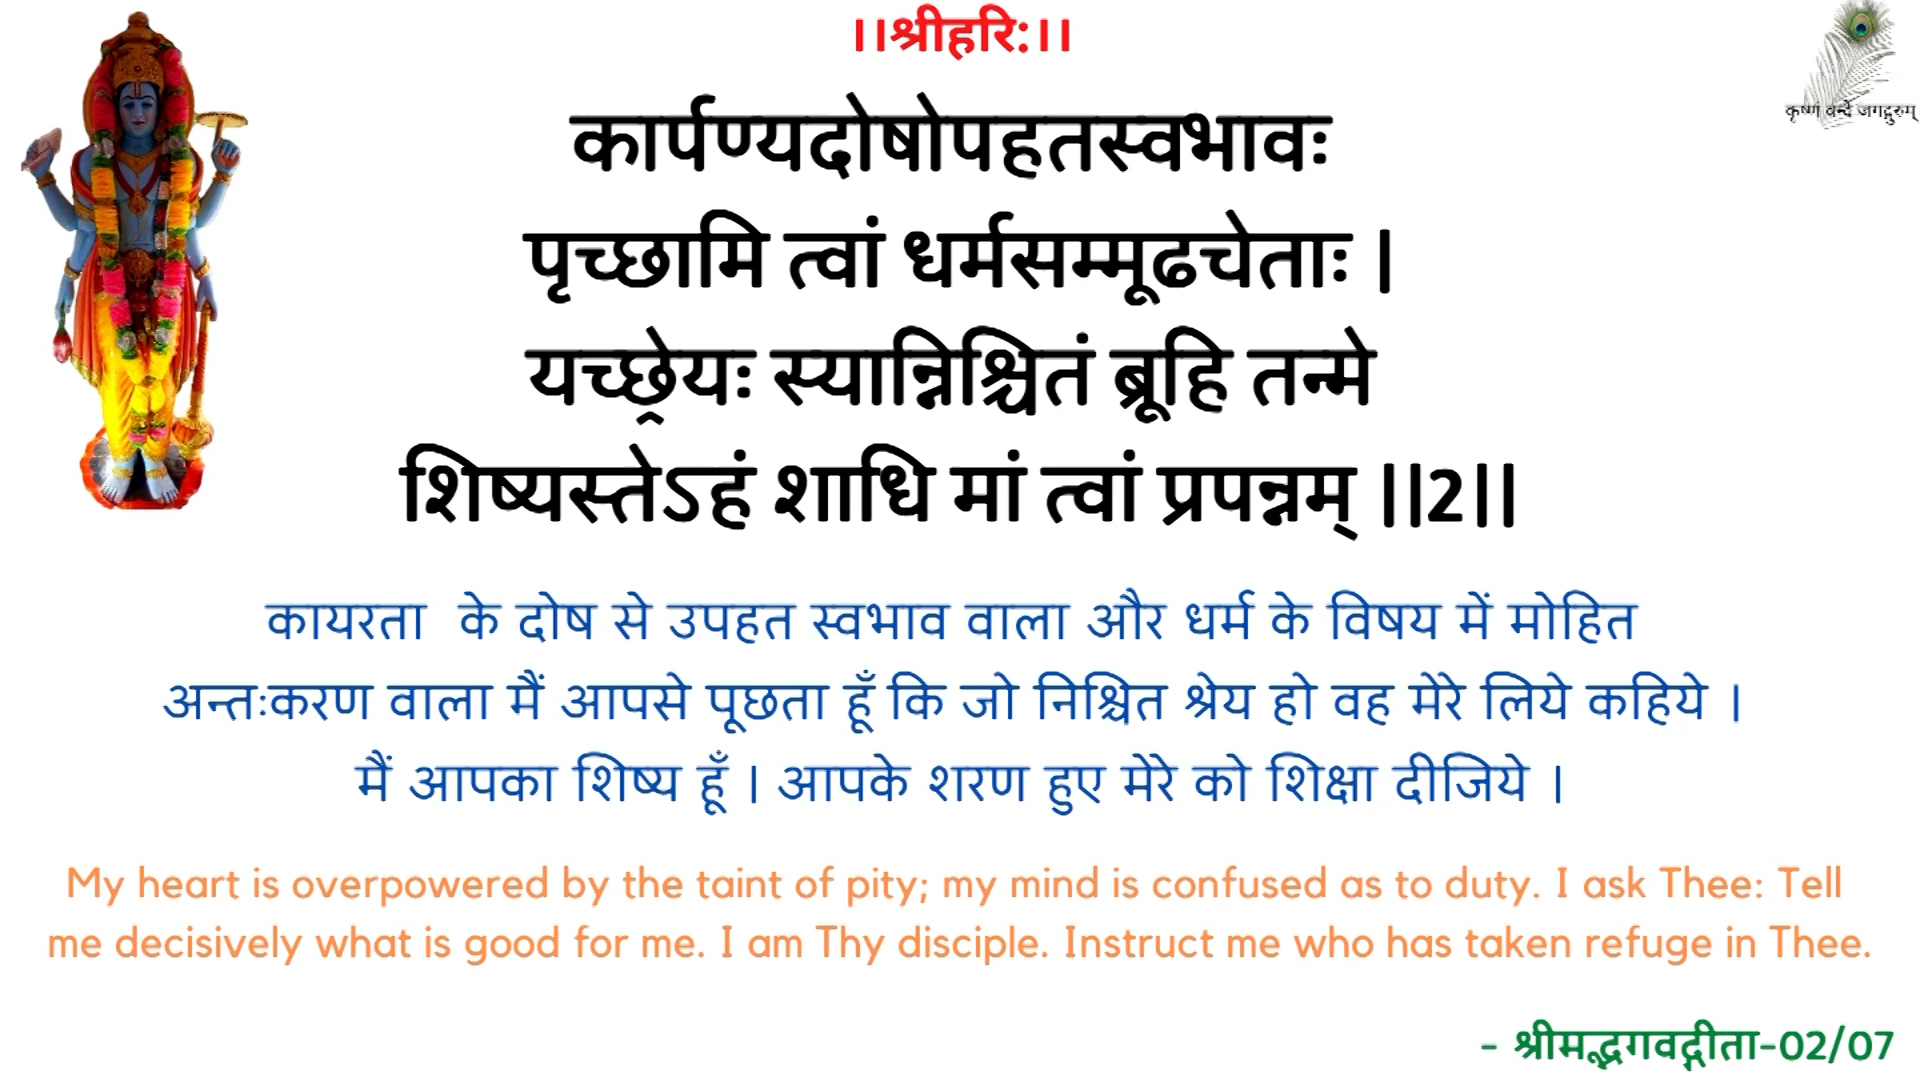 ।।श्रीहरि:।।
कृष्णं वन्दे जगद्गुरुम्
कार्पण्यदोषोपहतस्वभावः
पृच्छामि त्वां धर्मसम्मूढचेताः |
यच्छ्रेयः स्यान्निश्चितं ब्रूहि तन्मे
शिष्यस्तेऽहं शाधि मां त्वां प्रपन्नम् ||2||
कायरता के दोष से उपहत स्वभाव वाला और धर्म के विषय में मोहित
अन्तःकरण वाला मैं आपसे पूछता हूँ कि जो निश्चित श्रेय हो वह मेरे लिये कहिये |
मैं आपका शिष्य हूँ | आपके शरण हुए मेरे को शिक्षा दीजिये |
My heart is overpowered by the taint of pity; my mind is confused as to duty. I ask Thee: Tell
me decisively what is good for me. I am Thy disciple. Instruct me who has taken refuge in Thee.
- श्रीमद्भगवद्गीता-02/07